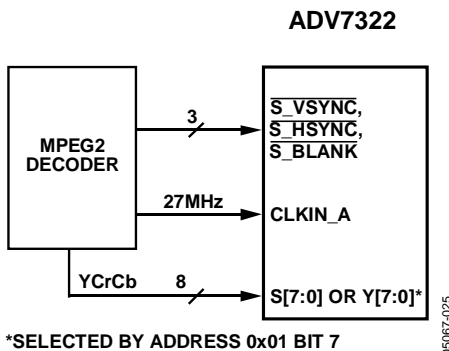 ADV7322
MPEG2
DECODER
3
S_VSYNC,
S_HSYNC,
S_BLANK
27MHz
CLKIN_A
YCrCb
8
S[7:0] OR Y[7:0]*
*SELECTED BY ADDRESS 0x01 BIT 7
05067-025